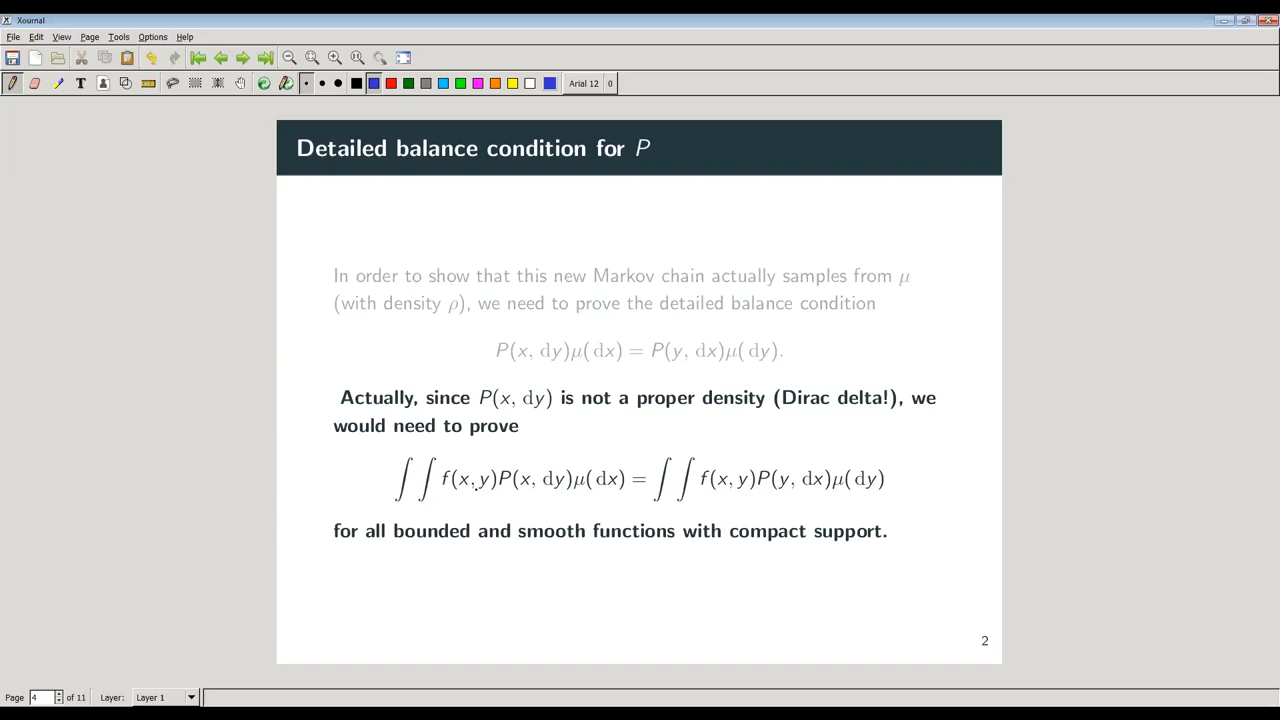 Xournal
File Edit View Page Tools Options Help
Arial 12 0
Detailed balance condition for P
In order to show that this new Markov chain actually samples from μ
(with density ρ), we need to prove the detailed balance condition
P(x, dy)μ(dx) = P(y, dx)μ(dy).
Actually, since P(x, dy) is not a proper density (Dirac delta!), we
would need to prove
∫ ∫ f(x, y)P(x, dy)μ(dx) = ∫ ∫ f(x, y)P(y, dx)μ(dy)
for all bounded and smooth functions with compact support.
2
Page 4 of 11 Layer: Layer 1